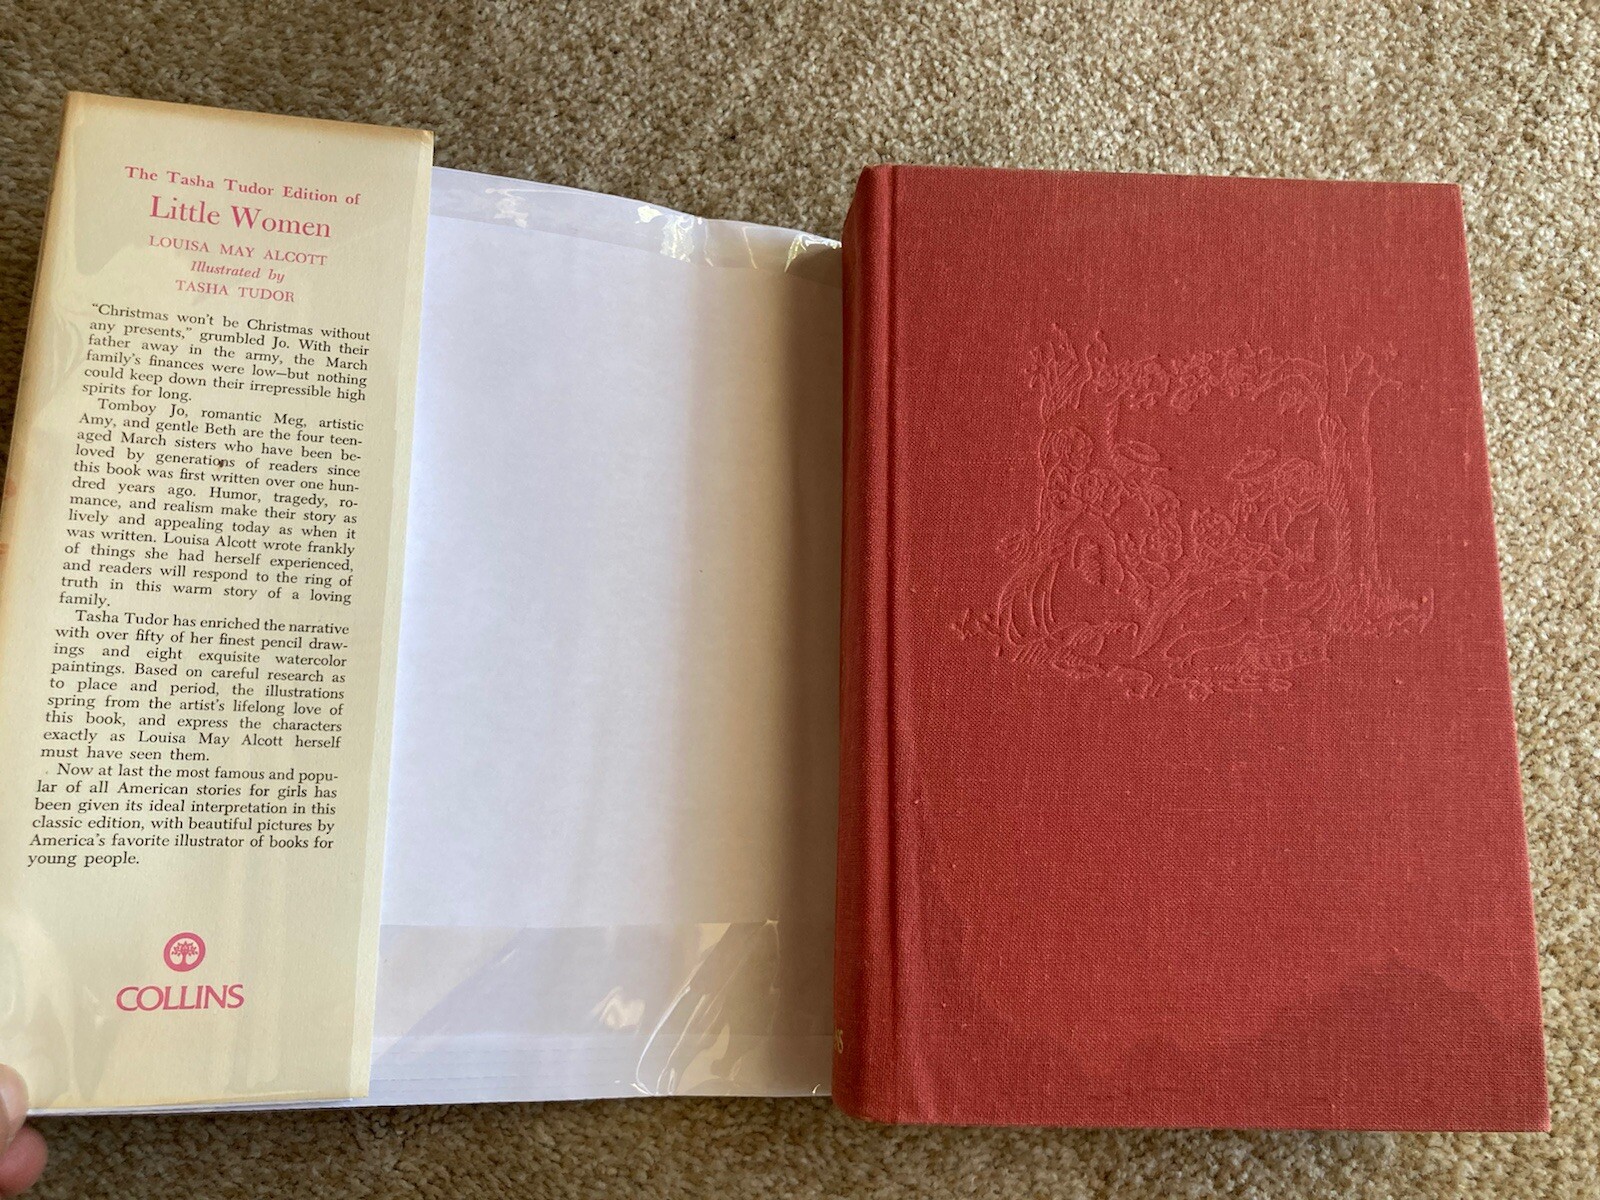 The Tasha Tudor Edition of
Little Women
LOUISA MAY ALCOTT
Illustrated by
TASHA TUDOR
“Christmas won’t be Christmas without
any presents,” grumbled Jo. With their
father away in the army, the March
family’s finances were low—but nothing
could keep down their irrepressible high
spirits for long.
Tomboy Jo, romantic Meg, artistic
Amy, and gentle Beth are the four teen-
aged March sisters who have been be-
loved by generations of readers since
this book was first written over one hun-
dred years ago. Humor, tragedy, ro-
mance, and realism make their story as
lively and appealing today as when it
was written. Louisa Alcott wrote frankly
of things she had herself experienced,
and readers will respond to the ring of
truth in this warm story of a loving
family.
Tasha Tudor has enriched the narrative
with over fifty of her finest pencil draw-
ings and eight exquisite watercolor
paintings. Based on careful research as
to place and period, the illustrations
spring from the artist’s lifelong love of
this book, and express the characters
exactly as Louisa May Alcott herself
must have seen them.
Now at last the most famous and popu-
lar of all American stories for girls has
been given its ideal interpretation in this
classic edition, with beautiful pictures by
America’s favorite illustrator of books for
young people.
COLLINS